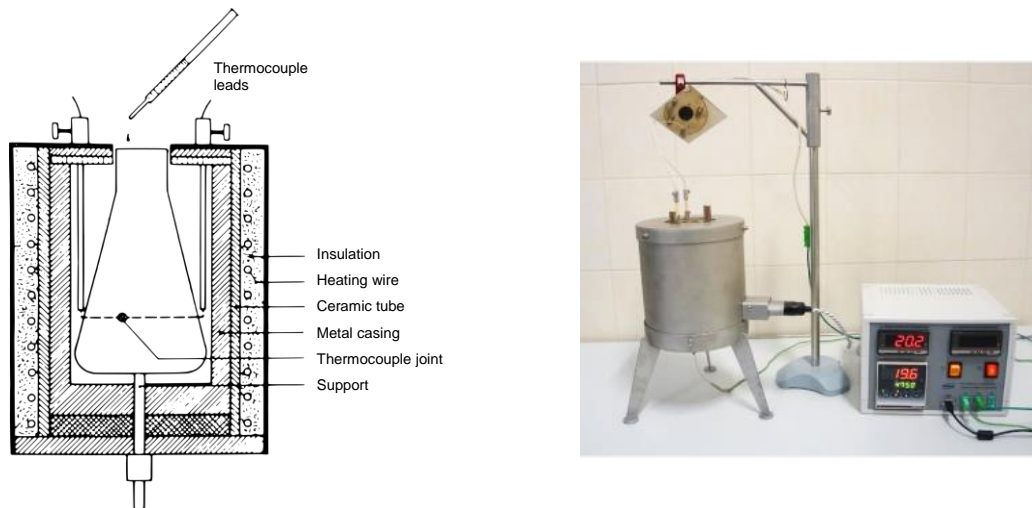 Thermocouple
leads
Insulation
Heating wire
Ceramic tube
Metal casing
Thermocouple joint
Support
20.2
19.6